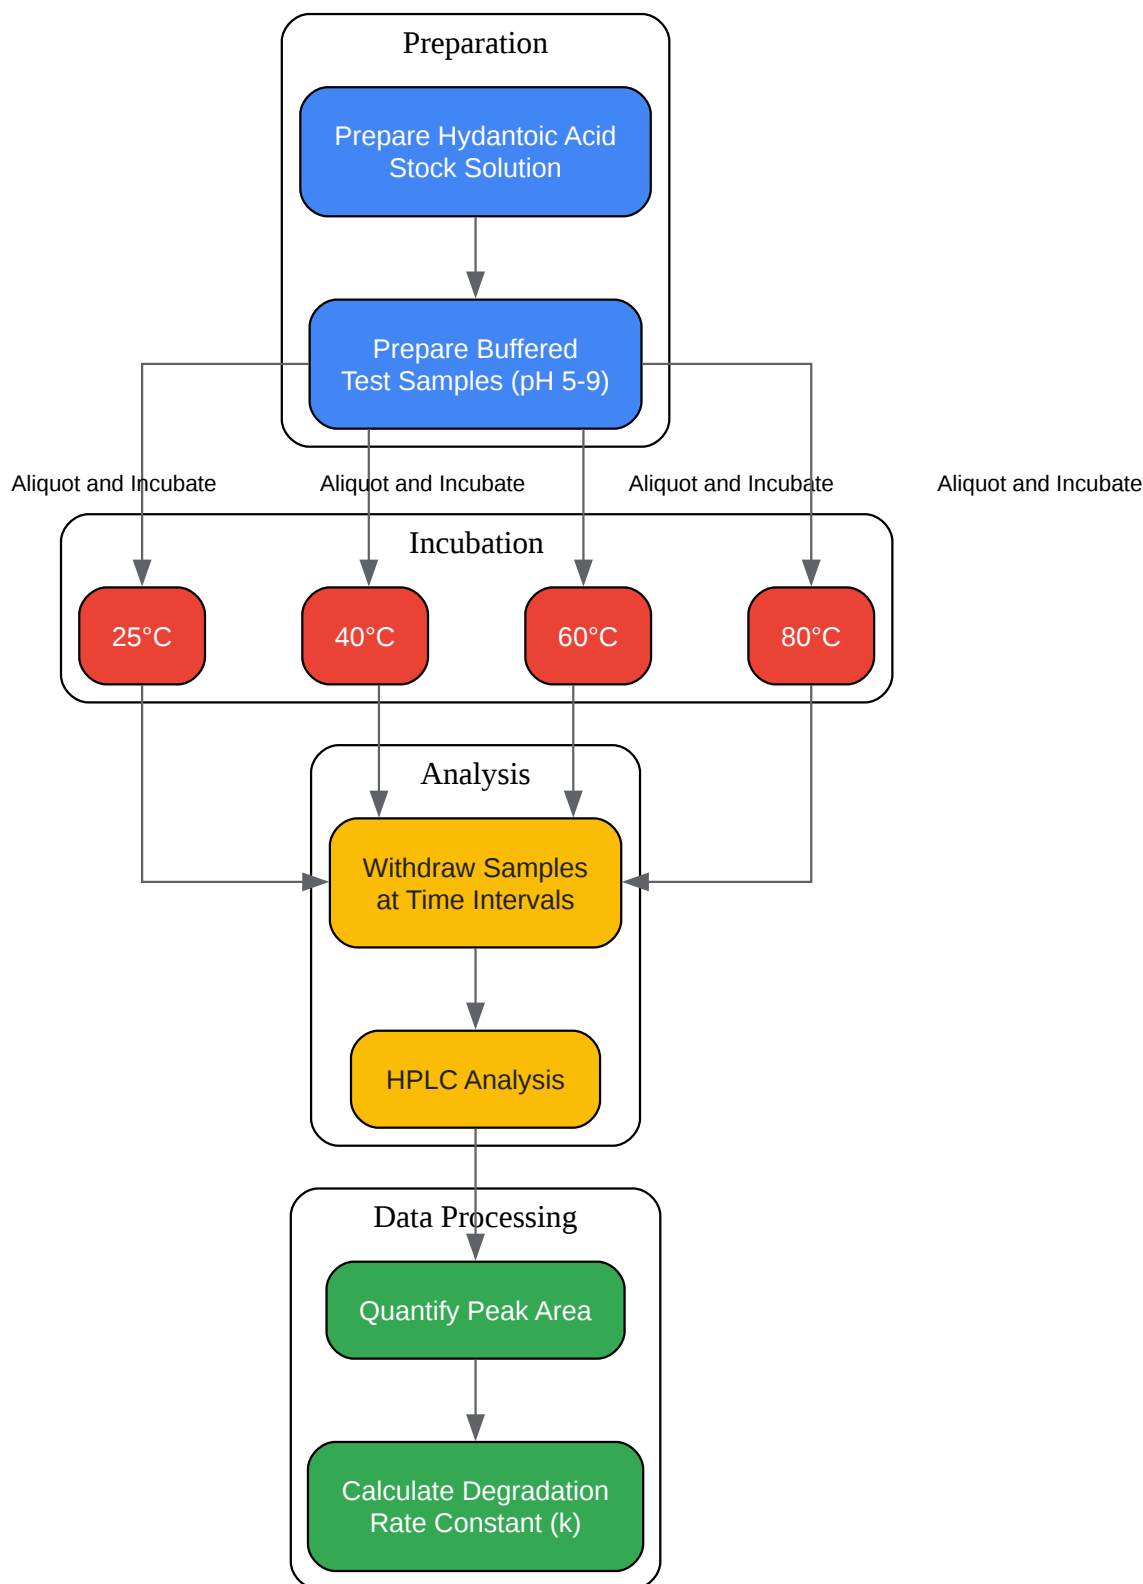 Preparation
Prepare Hydantoic Acid
Stock Solution
Prepare Buffered
Test Samples (pH 5-9)
Aliquot and Incubate
Aliquot and Incubate
Aliquot and Incubate
Aliquot and Incubate
Incubation
25°C
40°C
60°C
80°C
Analysis
Withdraw Samples
at Time Intervals
HPLC Analysis
Data Processing
Quantify Peak Area
Calculate Degradation
Rate Constant (k)